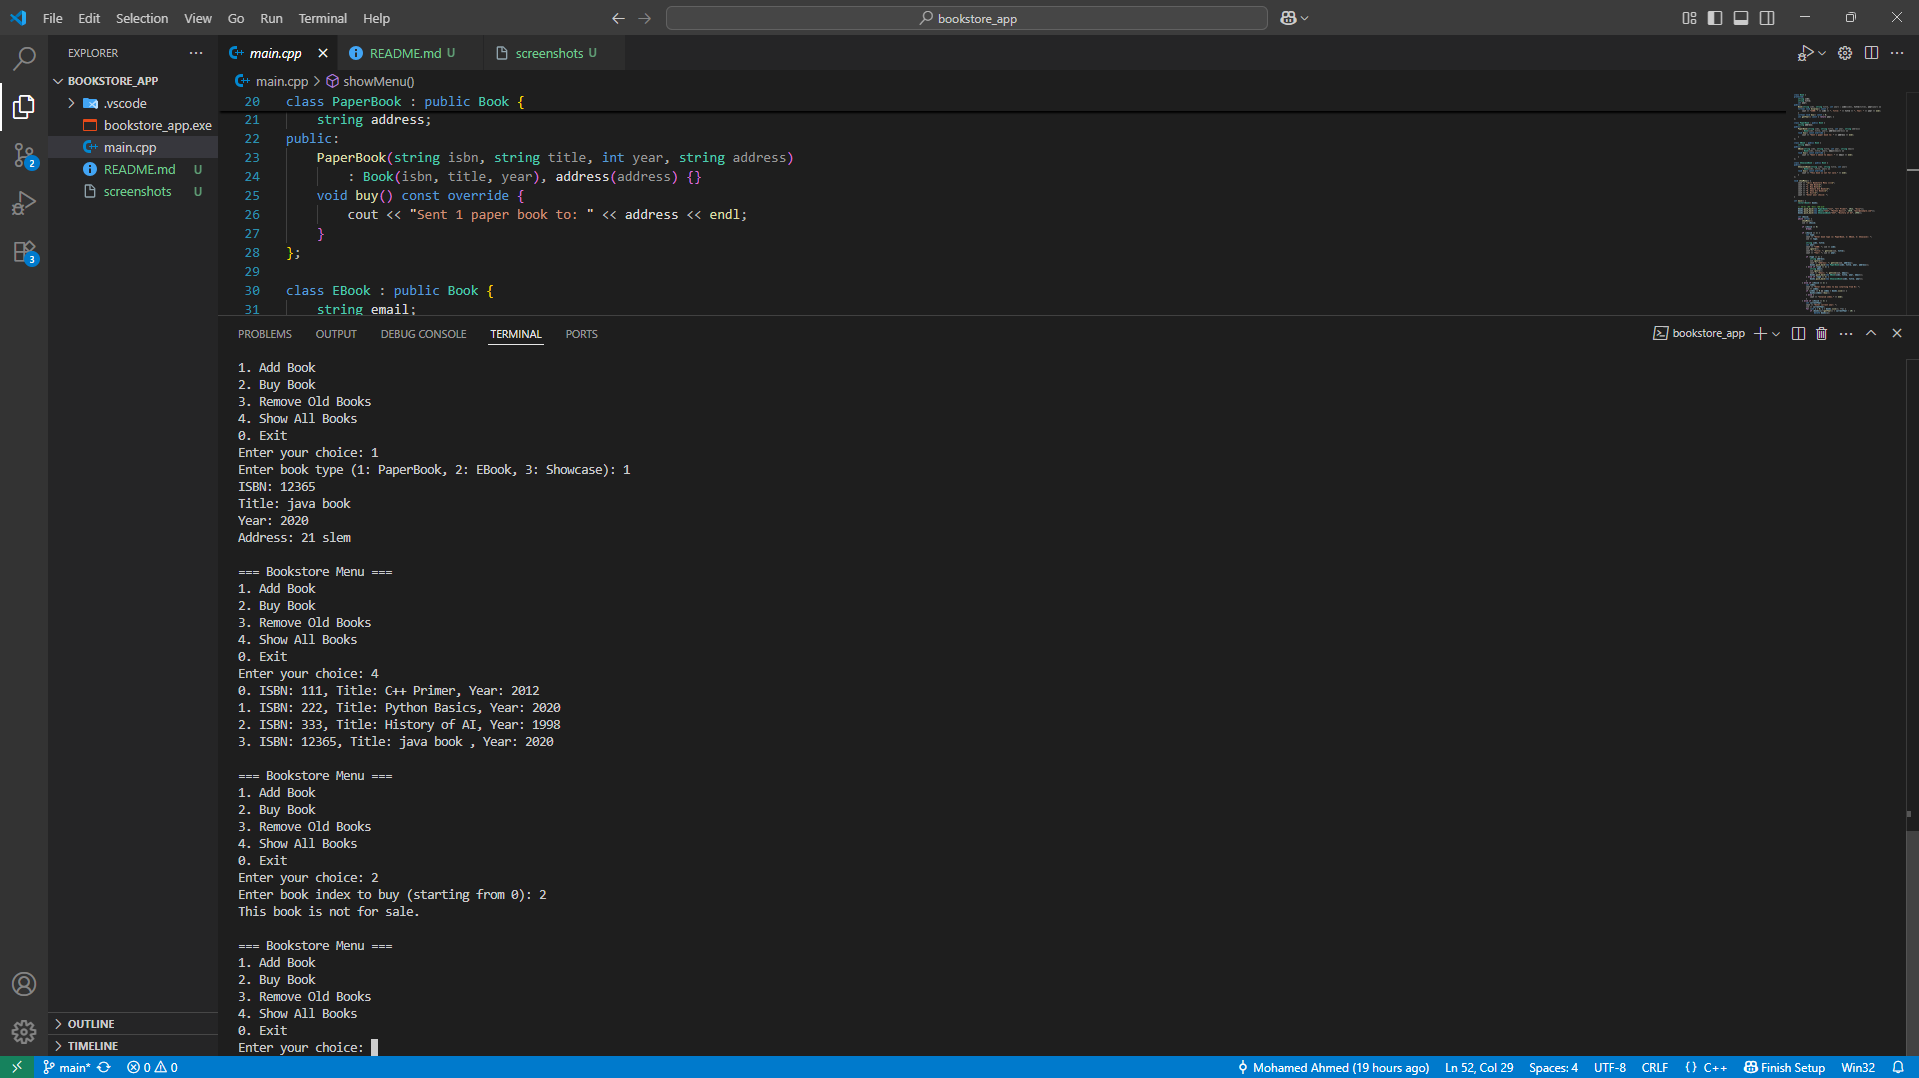 File Edit Selection View Go Run Terminal Help
bookstore_app
EXPLORER
BOOKSTORE_APP
.vscode
bookstore_app.exe
main.cpp
README.md U
screenshots U
OUTLINE
TIMELINE
2
3
main.cpp
README.md U
screenshots U
main.cpp > showMenu()
20 class PaperBook : public Book {
21 string address;
22 public:
23 PaperBook(string isbn, string title, int year, string address)
24 : Book(isbn, title, year), address(address) {}
25 void buy() const override {
26 cout << "Sent 1 paper book to: " << address << endl;
27 }
28 };
29
30 class EBook : public Book {
31 string email;
PROBLEMS OUTPUT DEBUG CONSOLE TERMINAL PORTS
bookstore_app
1. Add Book
2. Buy Book
3. Remove Old Books
4. Show All Books
0. Exit
Enter your choice: 1
Enter book type (1: PaperBook, 2: EBook, 3: Showcase): 1
ISBN: 12365
Title: java book
Year: 2020
Address: 21 slem
=== Bookstore Menu ===
1. Add Book
2. Buy Book
3. Remove Old Books
4. Show All Books
0. Exit
Enter your choice: 4
0. ISBN: 111, Title: C++ Primer, Year: 2012
1. ISBN: 222, Title: Python Basics, Year: 2020
2. ISBN: 333, Title: History of AI, Year: 1998
3. ISBN: 12365, Title: java book , Year: 2020
=== Bookstore Menu ===
1. Add Book
2. Buy Book
3. Remove Old Books
4. Show All Books
0. Exit
Enter your choice: 2
Enter book index to buy (starting from 0): 2
This book is not for sale.
=== Bookstore Menu ===
1. Add Book
2. Buy Book
3. Remove Old Books
4. Show All Books
0. Exit
Enter your choice:
main* 0 0 Mohamed Ahmed (19 hours ago) Ln 52, Col 29 Spaces: 4 UTF-8 CRLF {} C++ Finish Setup Win32